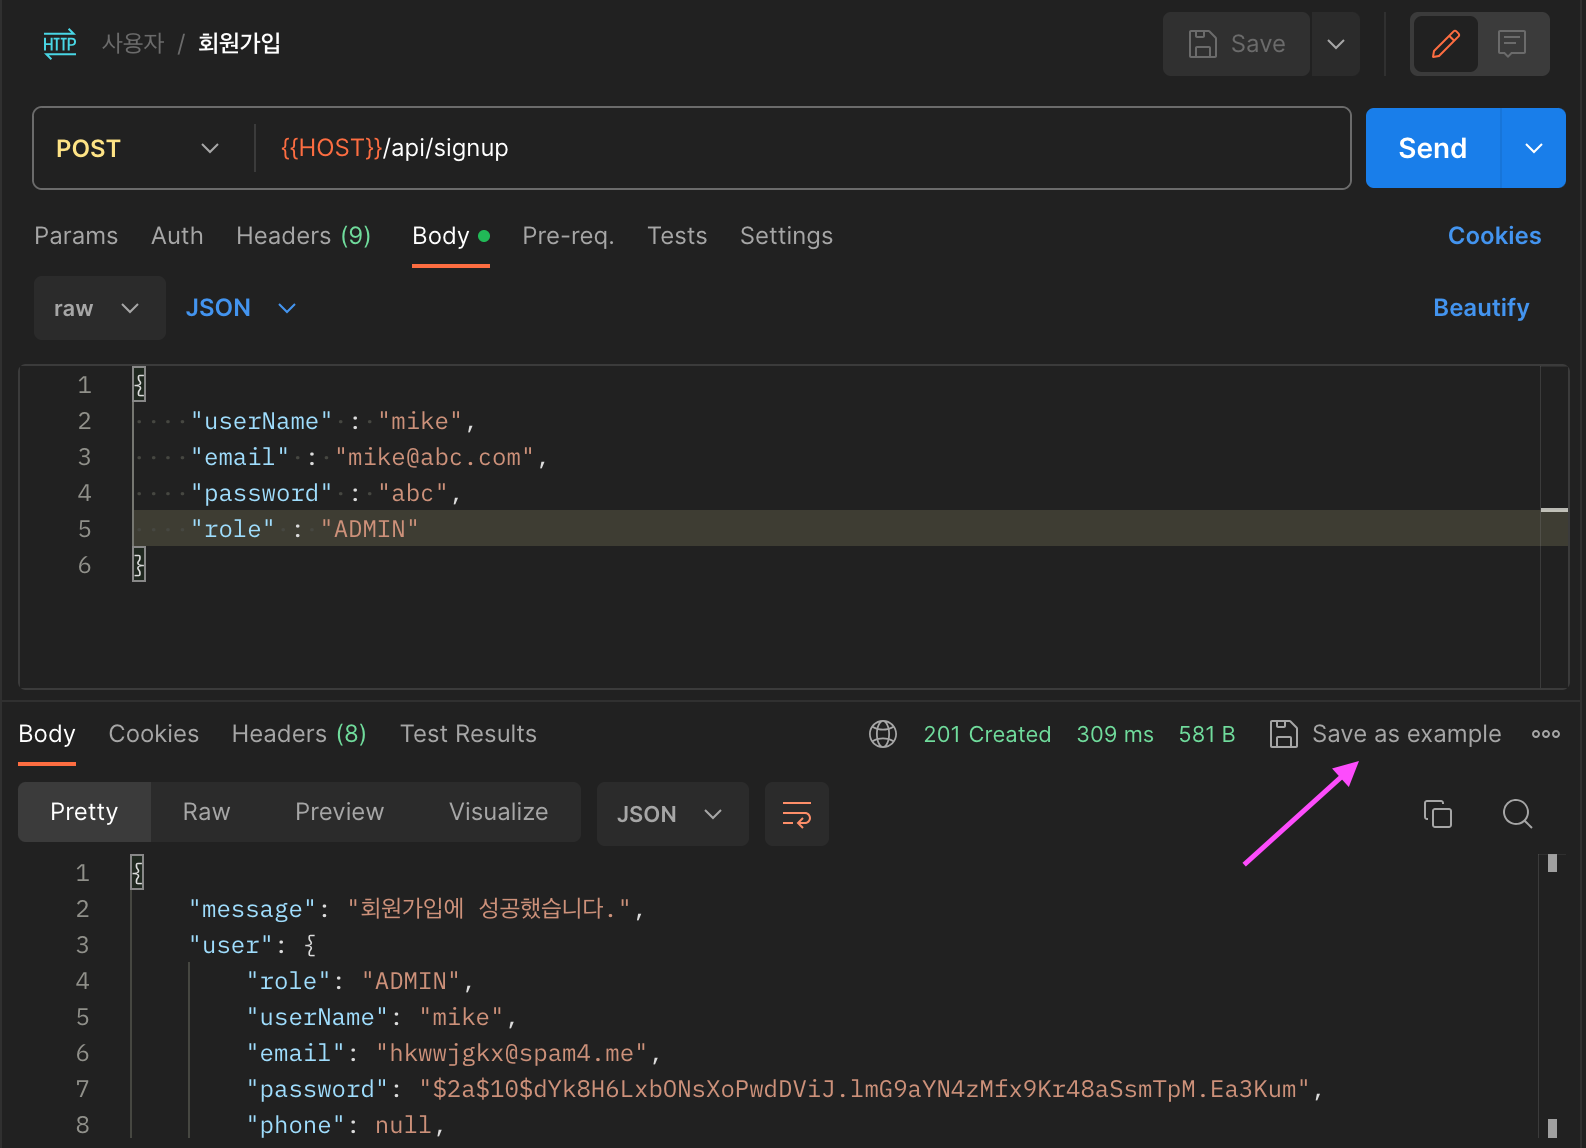 HTTP 사용자 / 회원가입 Save
POST {{HOST}}/api/signup Send
Params Auth Headers (9) Body Pre-req. Tests Settings Cookies
raw JSON Beautify
1 {
2 "userName" : "mike",
3 "email" : "mike@abc.com",
4 "password" : "abc",
5 "role" : "ADMIN"
6 }
Body Cookies Headers (8) Test Results 201 Created 309 ms 581 B Save as example
Pretty Raw Preview Visualize JSON
1 {
2 "message": "회원가입에 성공했습니다.",
3 "user": {
4 "role": "ADMIN",
5 "userName": "mike",
6 "email": "hkwwjgkx@spam4.me",
7 "password": "$2a$10$dYk8H6LxbONsXoPwdDViJ.lmG9aYN4zMfx9Kr48aSsmTpM.Ea3Kum",
8 "phone": null,